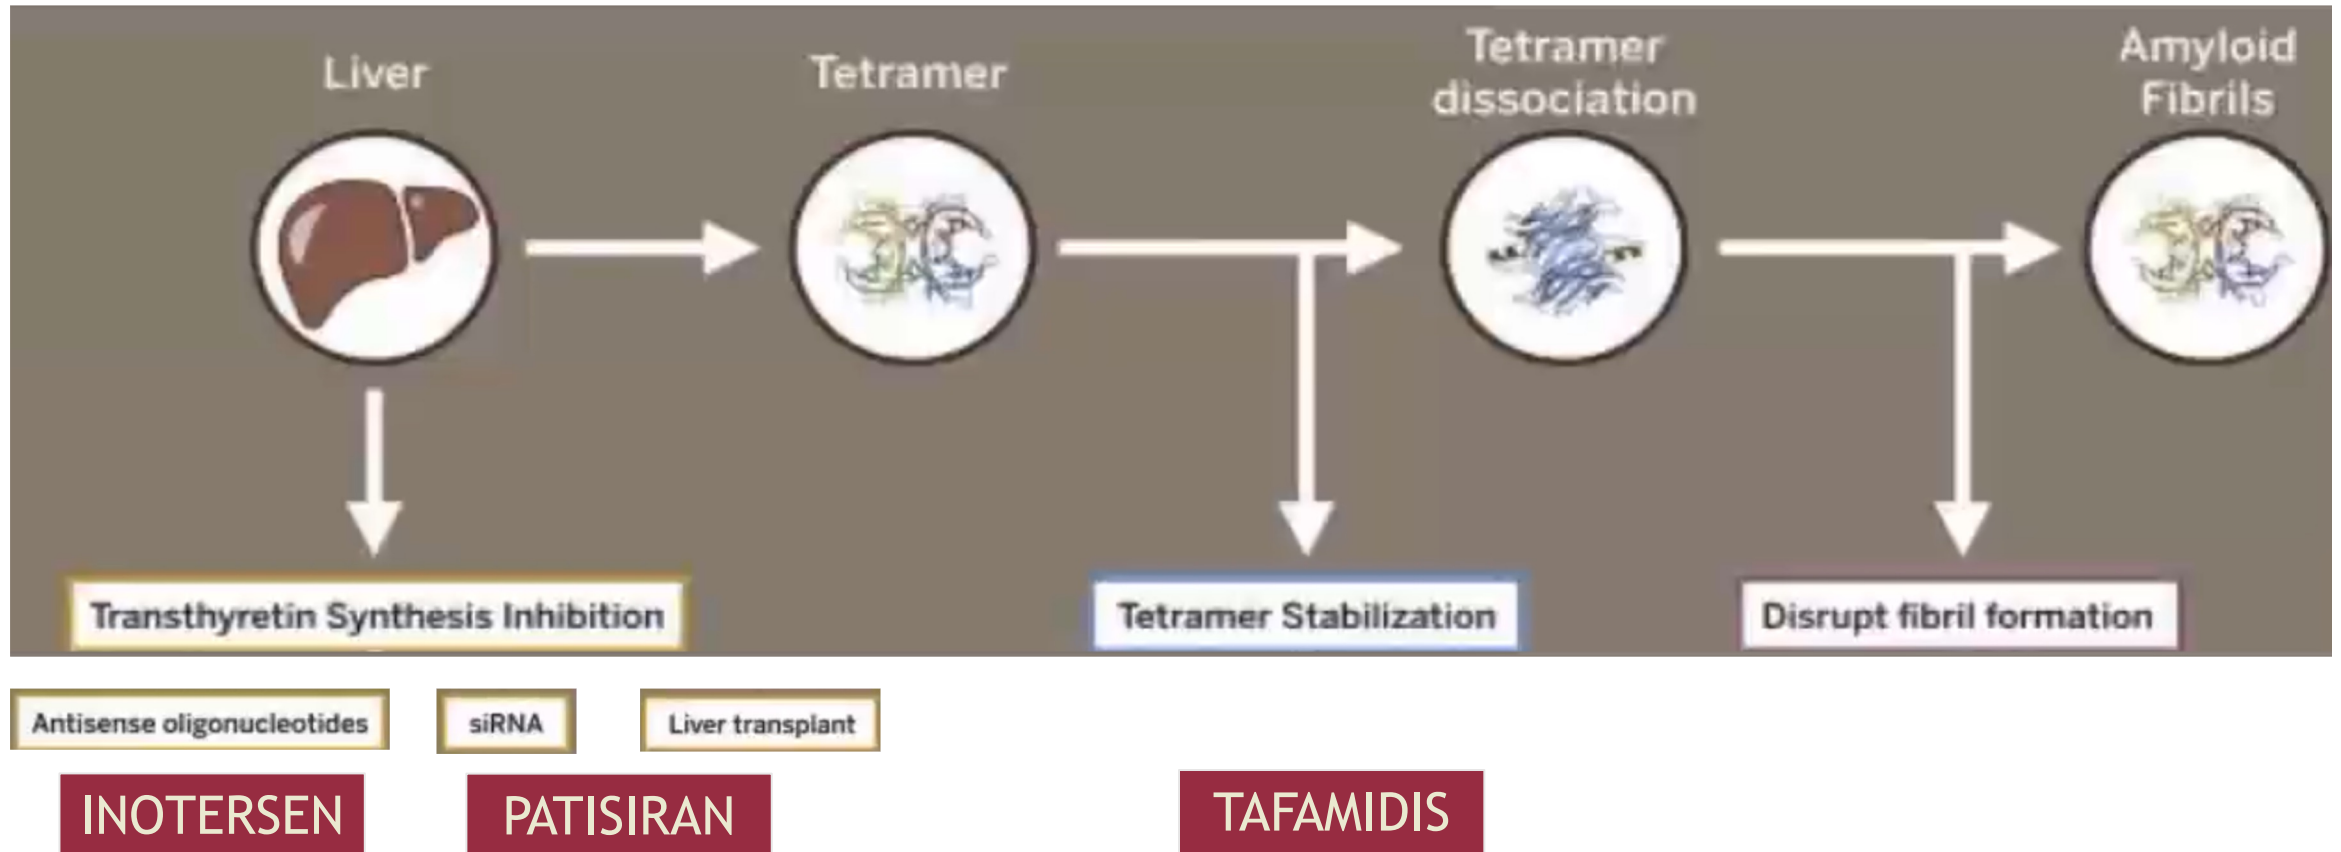 Liver
Tetramer
Tetramer
dissociation
Amyloid
Fibrils
Transthyretin Synthesis Inhibition
Tetramer Stabilization
Disrupt fibril formation
Antisense oligonucleotides
siRNA
Liver transplant
INOTERSEN
PATISIRAN
TAFAMIDIS